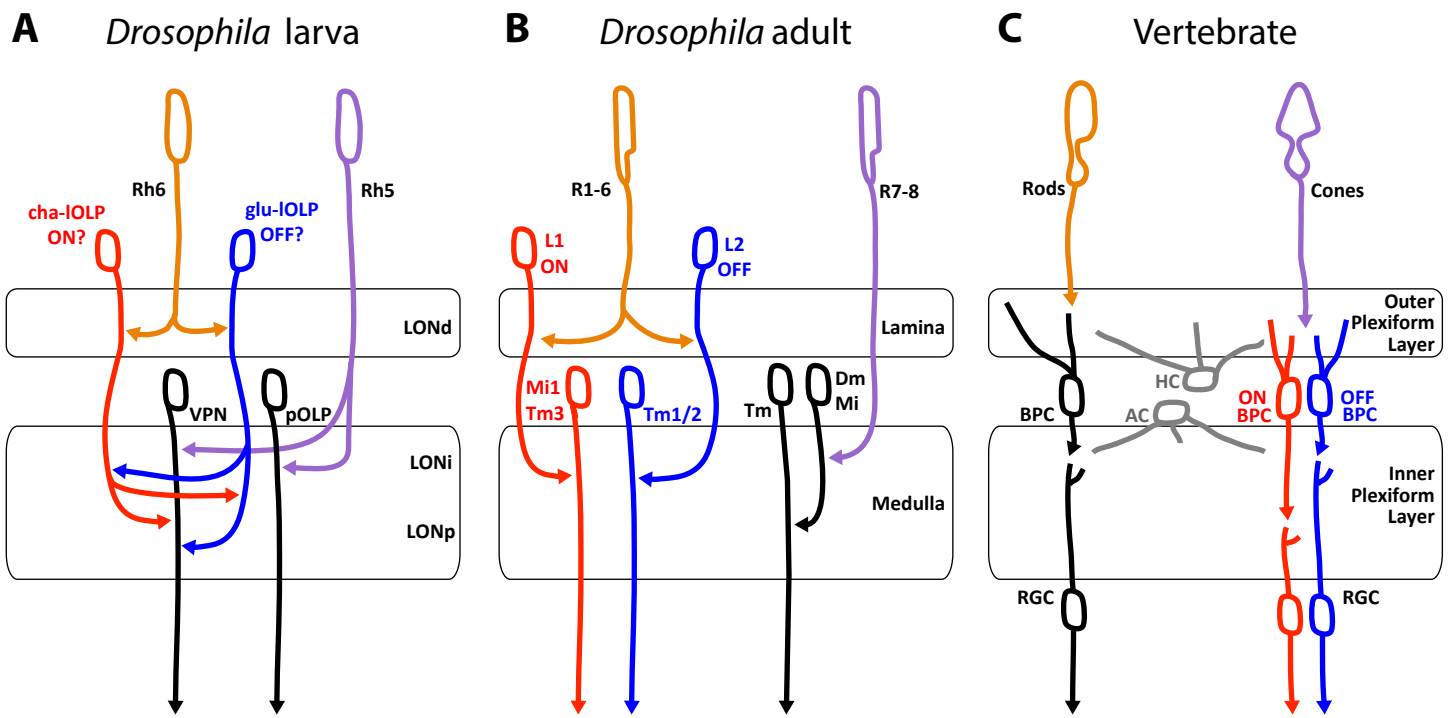 A Drosophila larva
Rh6
Rh5
cha-lOLP
ON?
glu-lOLP
OFF?
LONd
VPN
pOLP
LONi
LONp
B Drosophila adult
R1-6
R7-8
L1
ON
L2
OFF
Lamina
Mi1
Tm3
Tm1/2
Tm
Dm
Mi
Medulla
C Vertebrate
Rods
Cones
Outer
Plexiform
Layer
HC
BPC
AC
ON
BPC
OFF
BPC
Inner
Plexiform
Layer
RGC
RGC